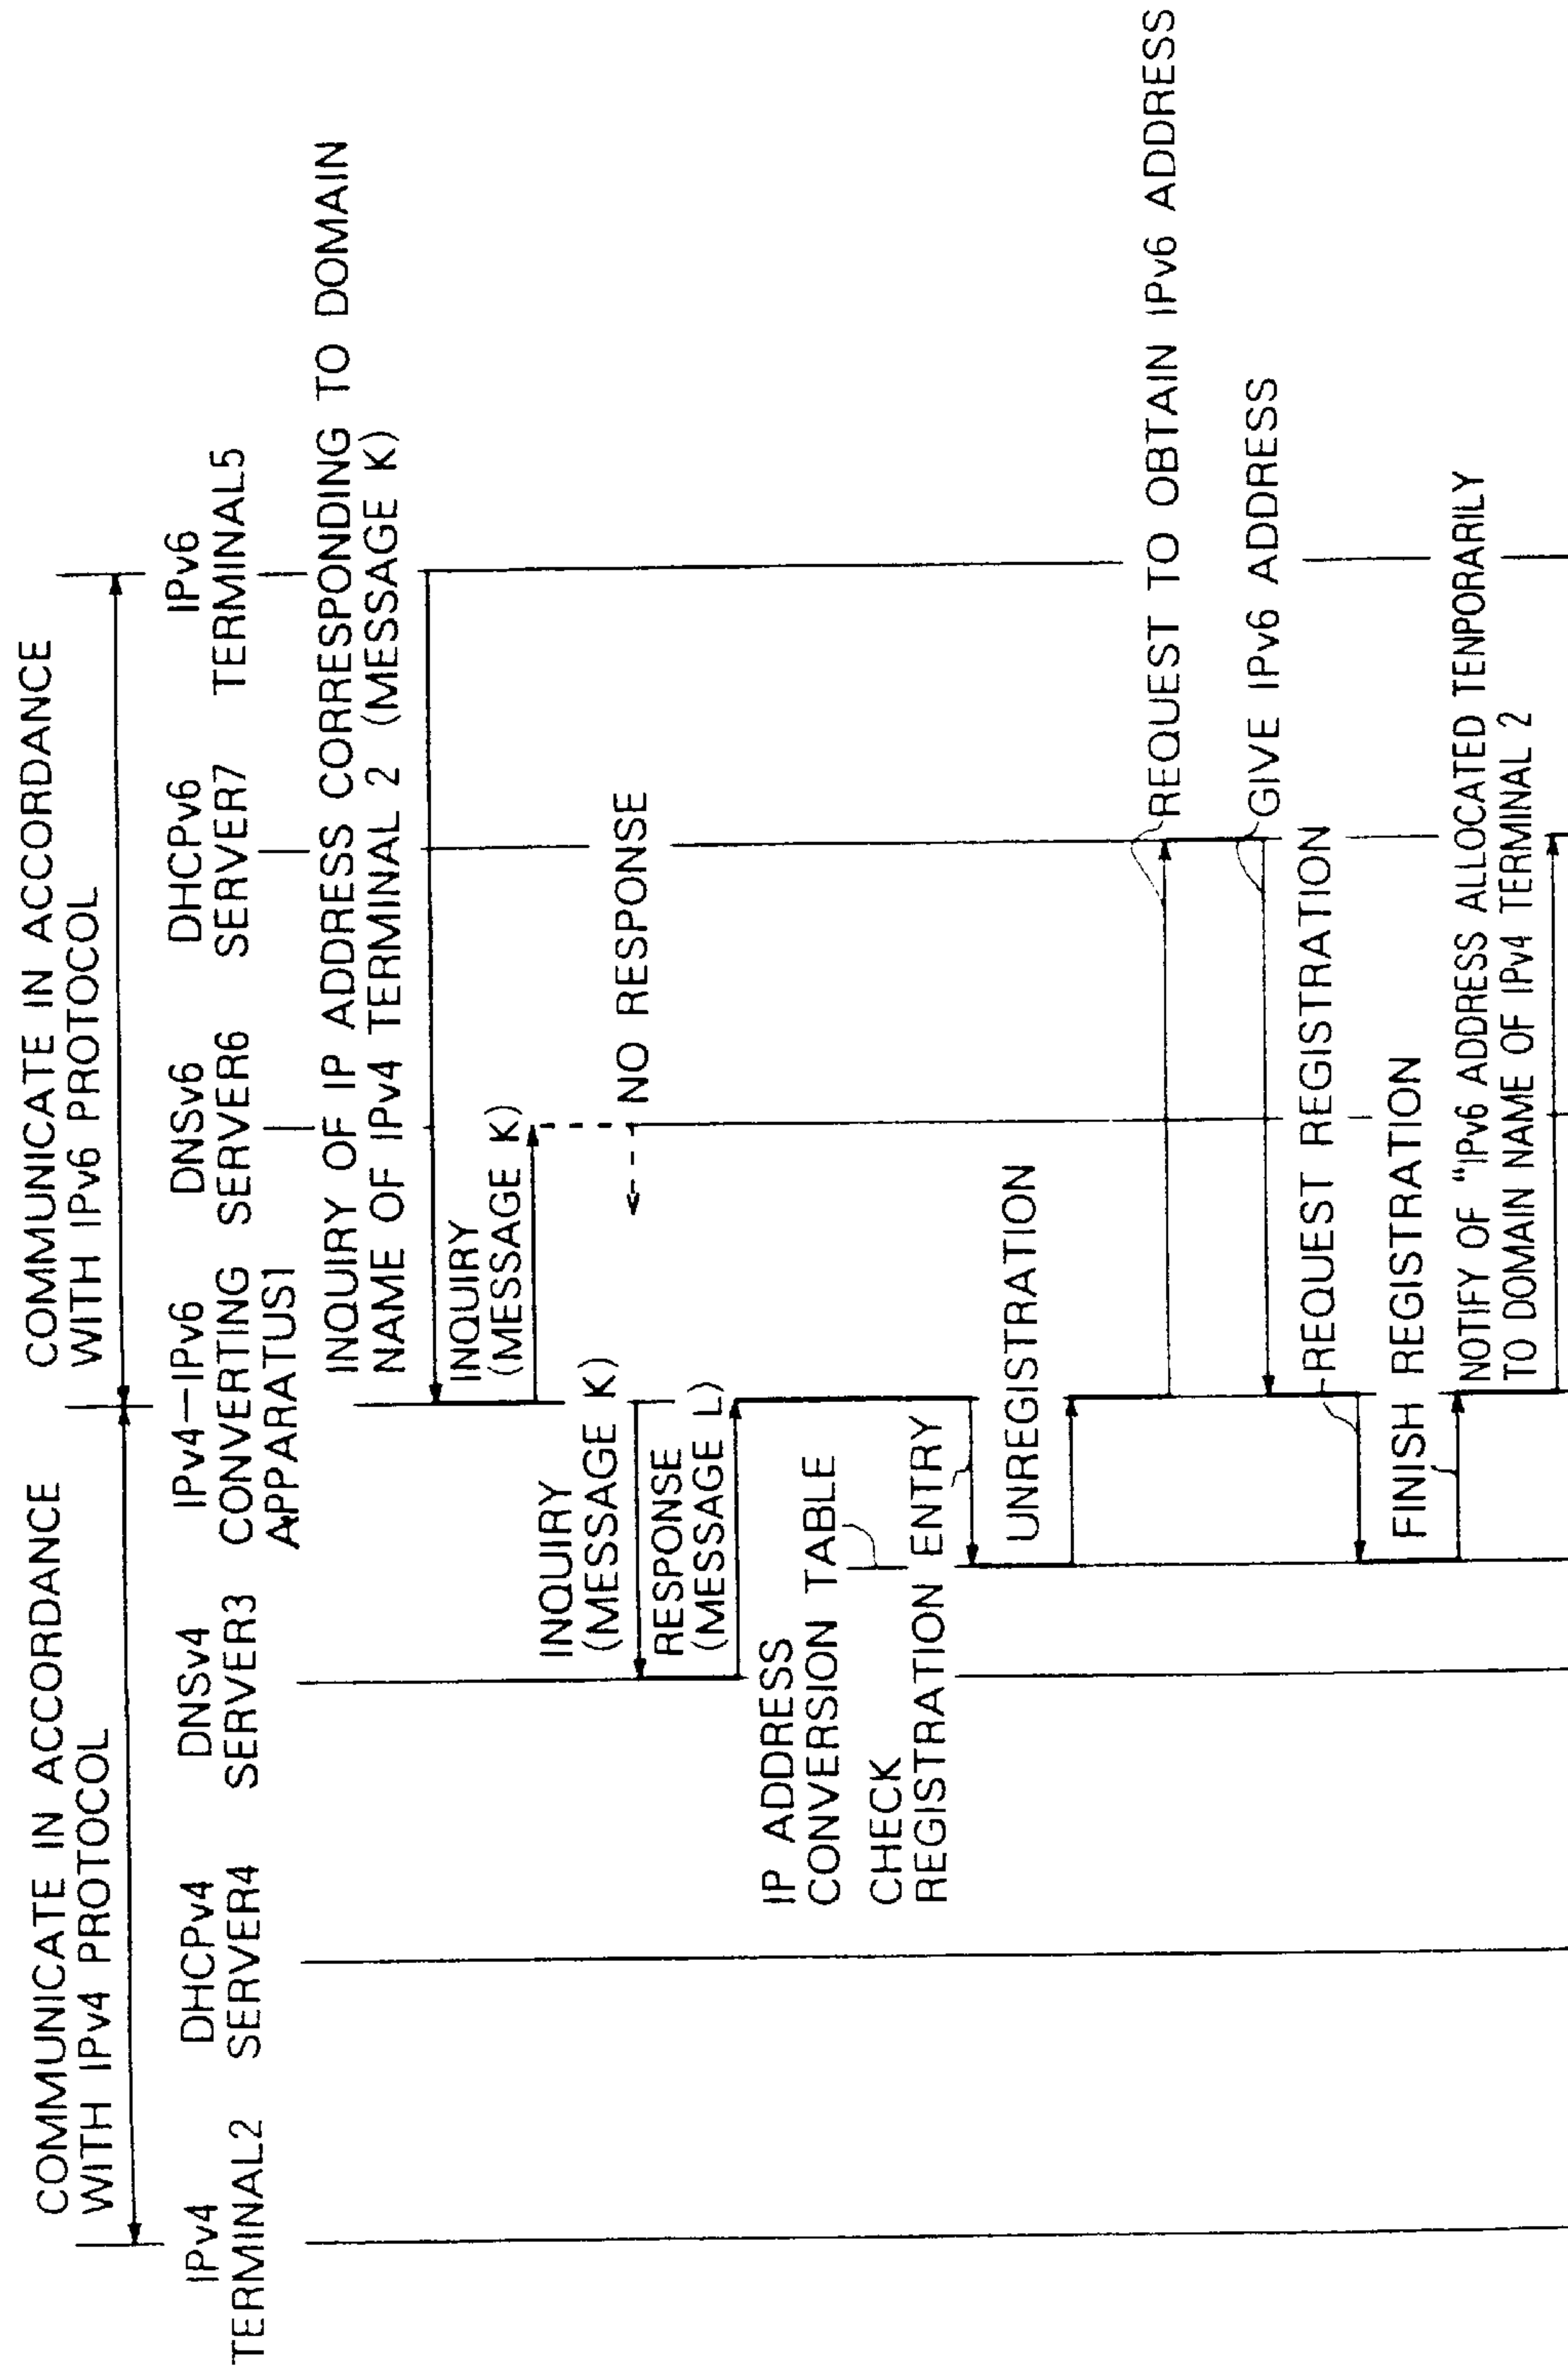 COMMUNICATE IN ACCORDANCE
WITH IPv4 PROTOCOL
COMMUNICATE IN ACCORDANCE
WITH IPv6 PROTOCOL
IPv4
TERMINAL2
DHCPv4
SERVER4
DNSv4
SERVER3
IPv4-IPv6
CONVERTING
APPARATUS1
DNSv6
SERVER6
DHCPv6
SERVER7
IPv6
TERMINAL5
INQUIRY OF IP ADDRESS CORRESPONDING TO DOMAIN
NAME OF IPv4 TERMINAL 2 (MESSAGE K)
INQUIRY
(MESSAGE K)
INQUIRY
(MESSAGE K)
NO RESPONSE
RESPONSE
(MESSAGE L)
IP ADDRESS
CONVERSION TABLE
CHECK
REGISTRATION ENTRY
UNREGISTRATION
REQUEST TO OBTAIN IPv6 ADDRESS
GIVE IPv6 ADDRESS
REQUEST REGISTRATION
FINISH REGISTRATION
NOTIFY OF "IPv6 ADDRESS ALLOCATED TENPORARILY
TO DOMAIN NAME OF IPv4 TERMINAL 2